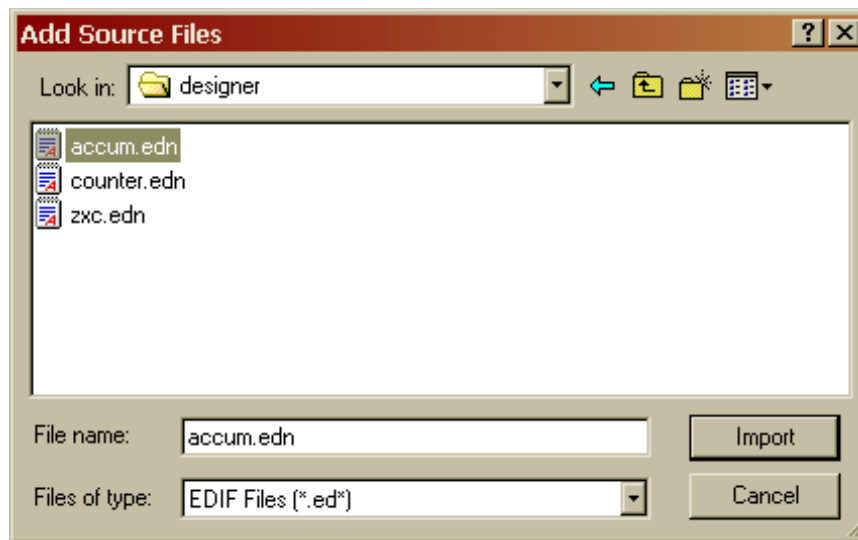 Add Source Files
Look in: designer
accum.edn
counter.edn
zxc.edn
File name: accum.edn Import
Files of type: EDIF Files (*.ed*) Cancel